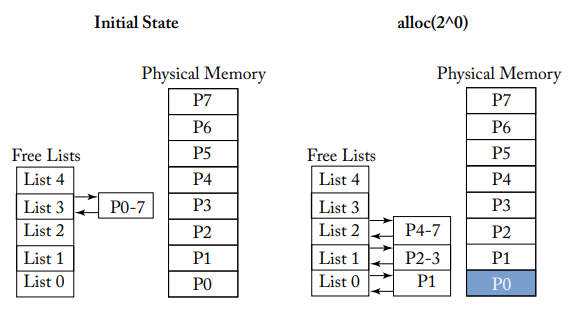 Initial State
Physical Memory
P7
P6
P5
P4
P3
P2
P1
P0
Free Lists
List 4
List 3
List 2
List 1
List 0
P0-7
alloc(2^0)
Physical Memory
P7
P6
P5
P4
P3
P2
P1
P0
Free Lists
List 4
List 3
List 2
List 1
List 0
P4-7
P2-3
P1